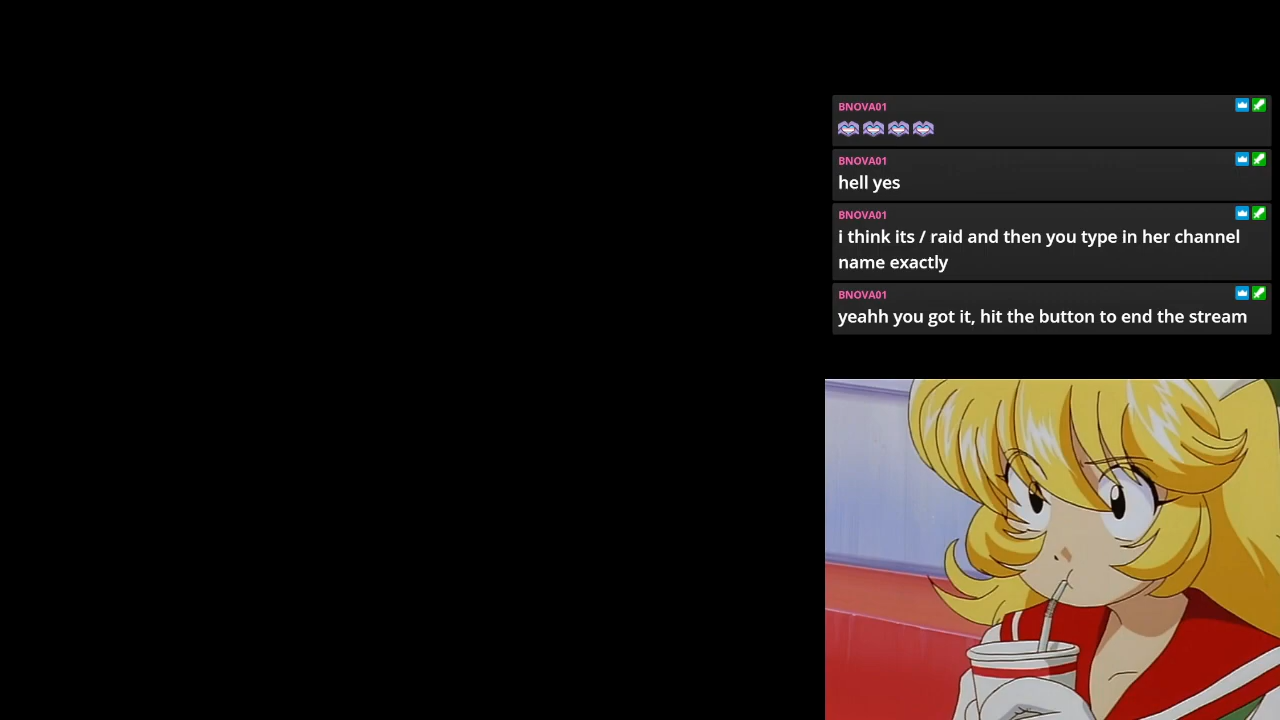 BNOVA01
BNOVA01
hell yes
BNOVA01
i think its / raid and then you type in her channel
name exactly
BNOVA01
yeahh you got it, hit the button to end the stream